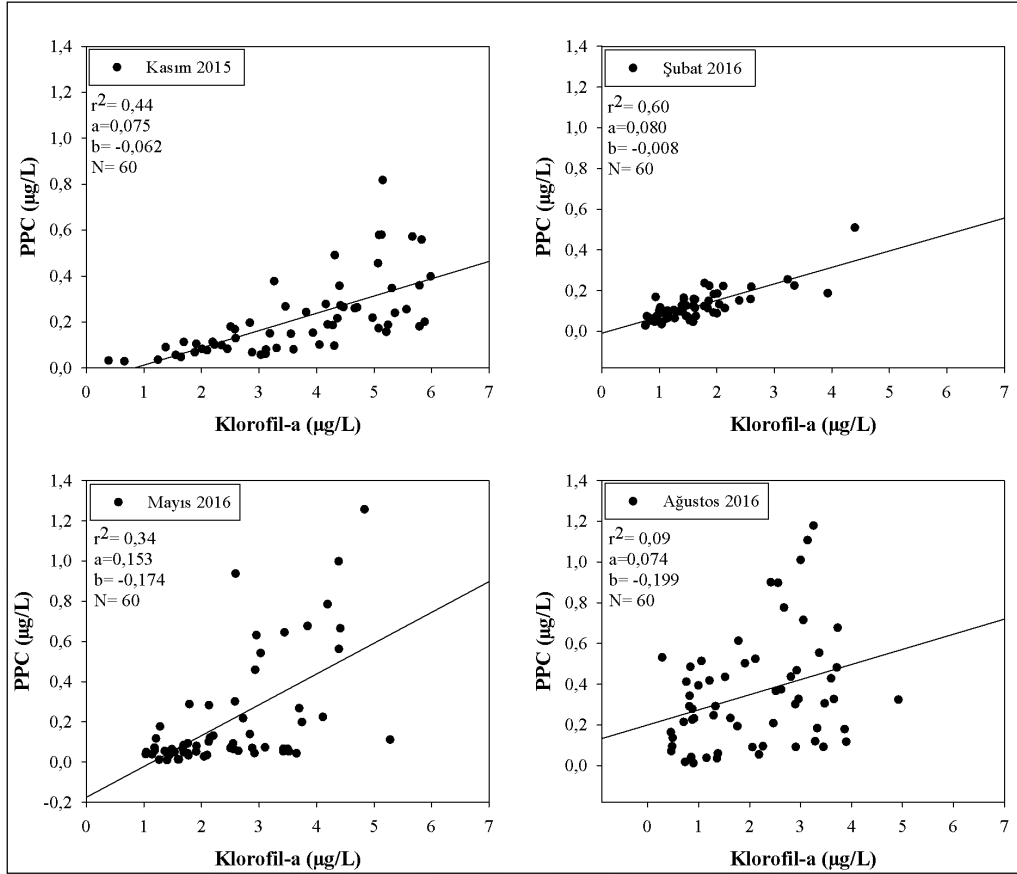 Kasım 2015
r2= 0,44
a=0,075
b= -0,062
N= 60
1,4
1,2
1,0
0,8
0,6
0,4
0,2
0,0
PPC (µg/L)
0 1 2 3 4 5 6 7
Klorofil-a (µg/L)
Şubat 2016
r2= 0,60
a=0,080
b= -0,008
N= 60
1,4
1,2
1,0
0,8
0,6
0,4
0,2
0,0
PPC (µg/L)
0 1 2 3 4 5 6 7
Klorofil-a (µg/L)
Mayıs 2016
r2= 0,34
a=0,153
b= -0,174
N= 60
1,4
1,2
1,0
0,8
0,6
0,4
0,2
0,0
-0,2
PPC (µg/L)
0 1 2 3 4 5 6 7
Klorofil-a (µg/L)
Ağustos 2016
r2= 0,09
a=0,074
b= -0,199
N= 60
1,4
1,2
1,0
0,8
0,6
0,4
0,2
0,0
PPC (µg/L)
0 1 2 3 4 5 6 7
Klorofil-a (µg/L)